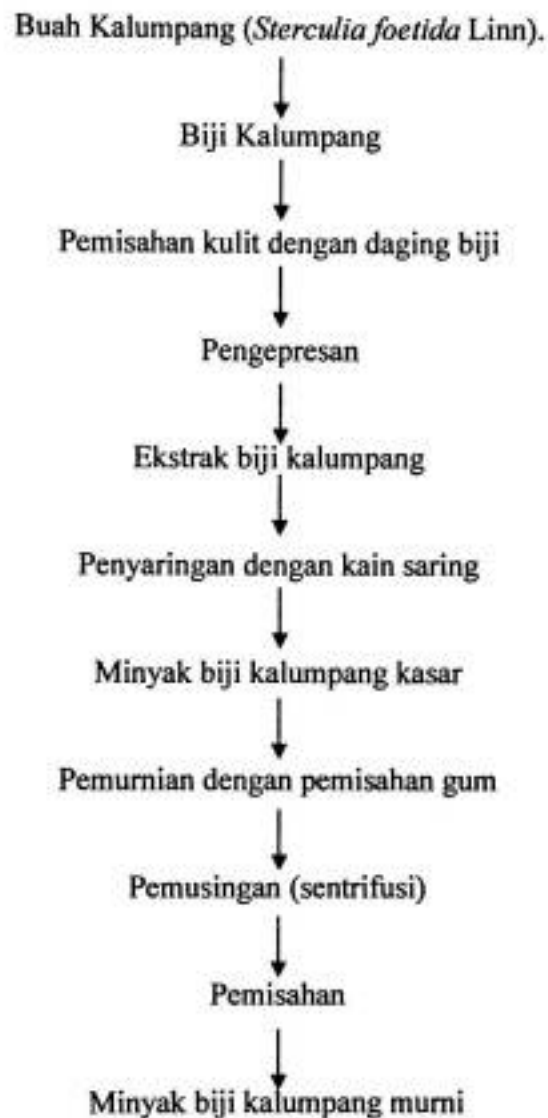 Buah Kalumpang (Sterculia foetida Linn).
Biji Kalumpang
Pemisahan kulit dengan daging biji
Pengepresan
Ekstrak biji kalumpang
Penyaringan dengan kain saring
Minyak biji kalumpang kasar
Pemurnian dengan pemisahan gum
Pemusingan (sentrifusi)
Pemisahan
Minyak biji kalumpang murni